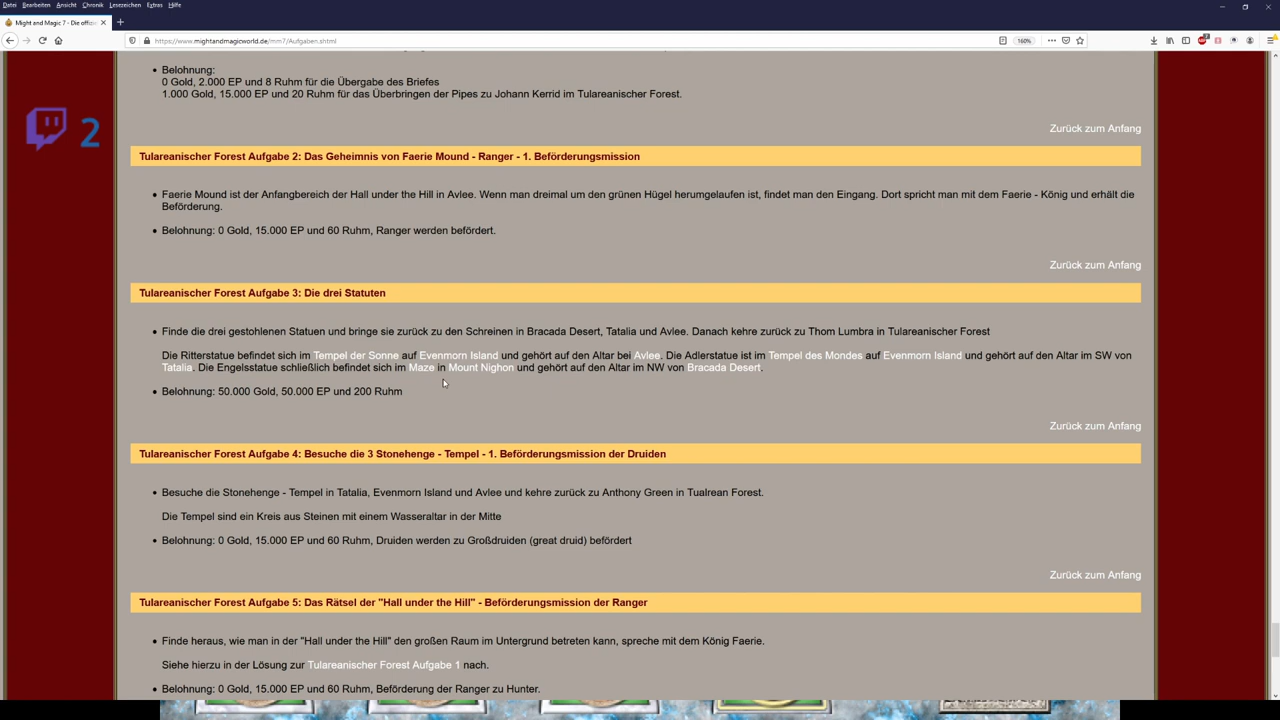 Datei Bearbeiten Ansicht Chronik Lesezeichen Extras Hilfe
Might and Magic 7 - Die offizie
https://www.mightandmagicworld.de/mm7/Aufgaben.shtml
160%
2
Belohnung:
0 Gold, 2.000 EP und 8 Ruhm für die Übergabe des Briefes
1.000 Gold, 15.000 EP und 20 Ruhm für das Überbringen der Pipes zu Johann Kerrid im Tulareanischer Forest.
Zurück zum Anfang
Tulareanischer Forest Aufgabe 2: Das Geheimnis von Faerie Mound - Ranger - 1. Beförderungsmission
Faerie Mound ist der Anfangbereich der Hall under the Hill in Avlee. Wenn man dreimal um den grünen Hügel herumgelaufen ist, findet man den Eingang. Dort spricht man mit dem Faerie - König und erhält die
Beförderung.
Belohnung: 0 Gold, 15.000 EP und 60 Ruhm, Ranger werden befördert.
Zurück zum Anfang
Tulareanischer Forest Aufgabe 3: Die drei Statuten
Finde die drei gestohlenen Statuen und bringe sie zurück zu den Schreinen in Bracada Desert, Tatalia und Avlee. Danach kehre zurück zu Thom Lumbra in Tulareanischer Forest
Die Ritterstatue befindet sich im Tempel der Sonne auf Evenmorn Island und gehört auf den Altar bei Avlee. Die Adlerstatue ist im Tempel des Mondes auf Evenmorn Island und gehört auf den Altar im SW von
Tatalia. Die Engelsstatue schließlich befindet sich im Maze in Mount Nighon und gehört auf den Altar im NW von Bracada Desert.
Belohnung: 50.000 Gold, 50.000 EP und 200 Ruhm
Zurück zum Anfang
Tulareanischer Forest Aufgabe 4: Besuche die 3 Stonehenge - Tempel - 1. Beförderungsmission der Druiden
Besuche die Stonehenge - Tempel in Tatalia, Evenmorn Island und Avlee und kehre zurück zu Anthony Green in Tualrean Forest.
Die Tempel sind ein Kreis aus Steinen mit einem Wasseraltar in der Mitte
Belohnung: 0 Gold, 15.000 EP und 60 Ruhm, Druiden werden zu Großdruiden (great druid) befördert
Zurück zum Anfang
Tulareanischer Forest Aufgabe 5: Das Rätsel der "Hall under the Hill" - Beförderungsmission der Ranger
Finde heraus, wie man in der "Hall under the Hill" den großen Raum im Untergrund betreten kann, spreche mit dem König Faerie.
Siehe hierzu in der Lösung zur Tulareanischer Forest Aufgabe 1 nach.
Belohnung: 0 Gold, 15.000 EP und 60 Ruhm, Beförderung der Ranger zu Hunter.